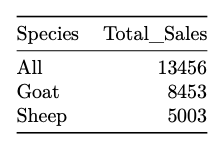 Species Total_Sales
All 13456
Goat 8453
Sheep 5003